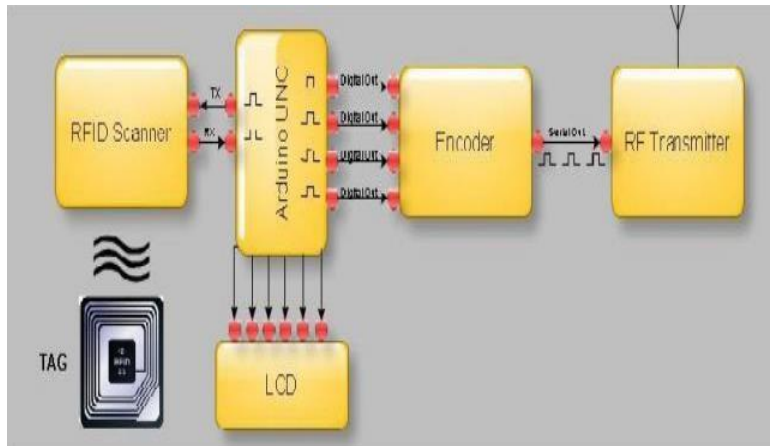 RFID Scanner
TX
RX
Arduino UNC
Digital Out
Digital Out
Digital Out
Digital Out
Encoder
Serial Out
RF Transmitter
TAG
LCD